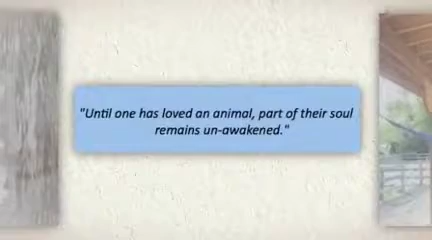 "Until one has loved an animal, part of their soul
remains un-awakened."